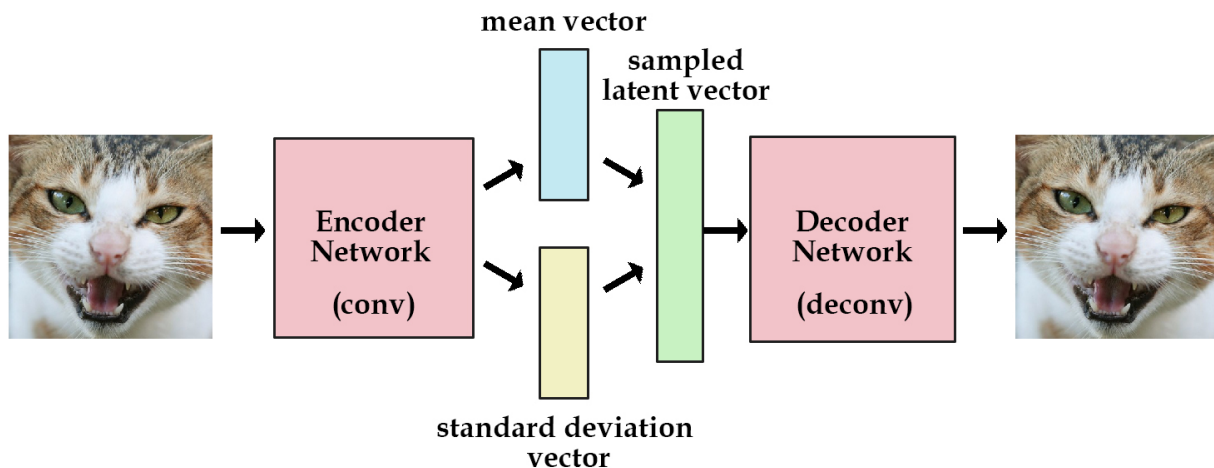 mean vector
sampled
latent vector
Encoder
Network
(conv)
Decoder
Network
(deconv)
standard deviation
vector